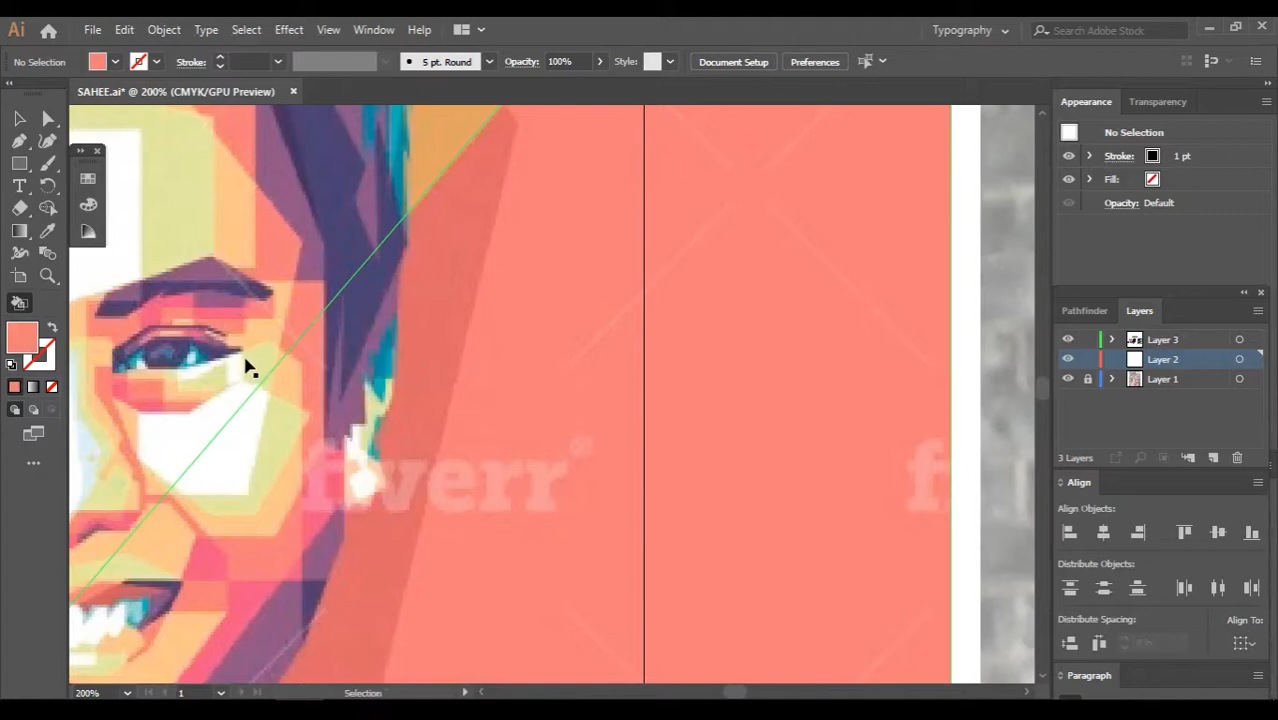 Ai File Edit Object Type Select Effect View Window Help Typography Search Adobe Stock
No Selection Stroke: 5 pt. Round Opacity: 100% Style: Document Setup Preferences
SAHEE.ai* @ 200% (CMYK/GPU Preview)
Appearance Transparency
No Selection
Stroke: 1 pt
Fill:
Opacity: Default
Pathfinder Layers
Layer 3
Layer 2
Layer 1
3 Layers
Align
Align Objects:
Distribute Objects:
Distribute Spacing: Align To:
Paragraph
fiverr®
f
200% 1 Selection